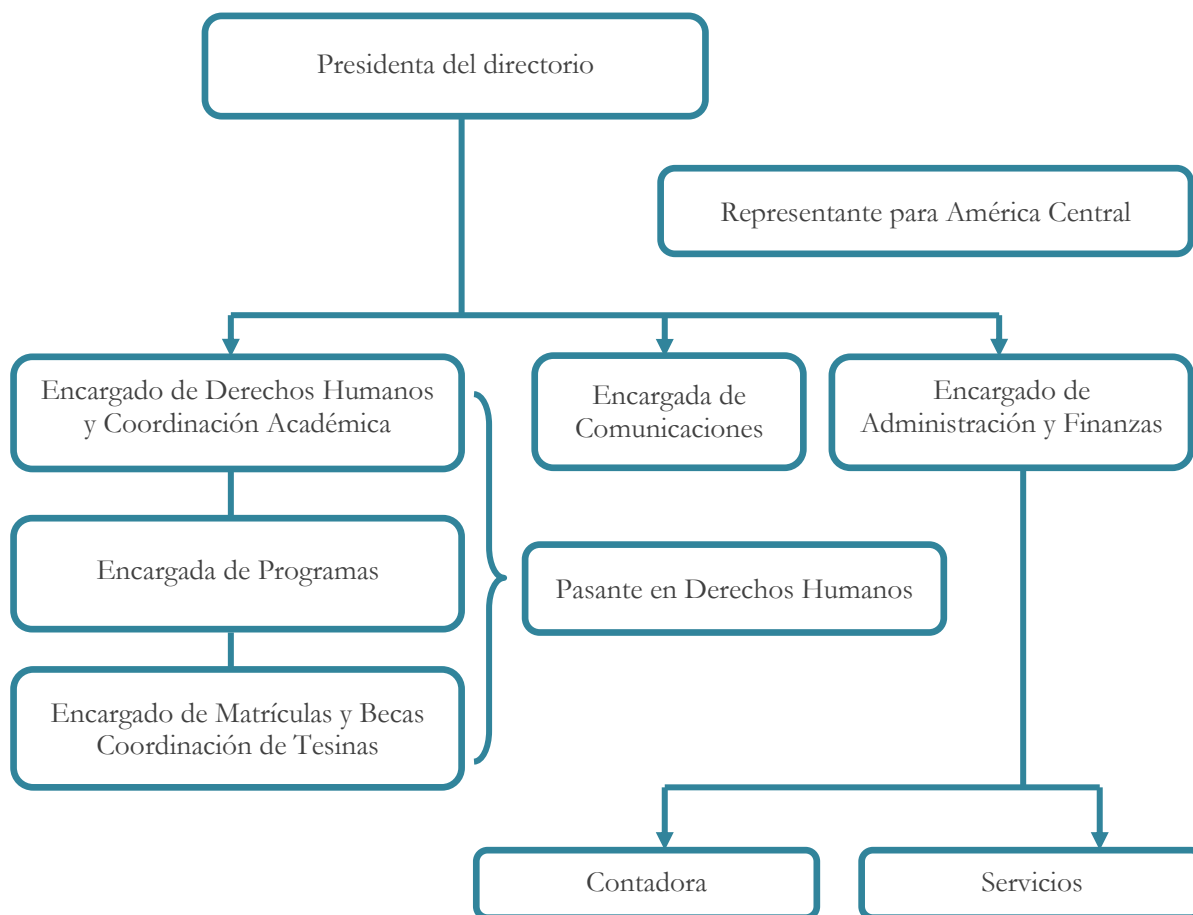 Presidenta del directorio
Representante para América Central
Encargado de Derechos Humanos
y Coordinación Académica
Encargada de
Comunicaciones
Encargado de
Administración y Finanzas
Encargada de Programas
Pasante en Derechos Humanos
Encargado de Matrículas y Becas
Coordinación de Tesinas
Contadora
Servicios